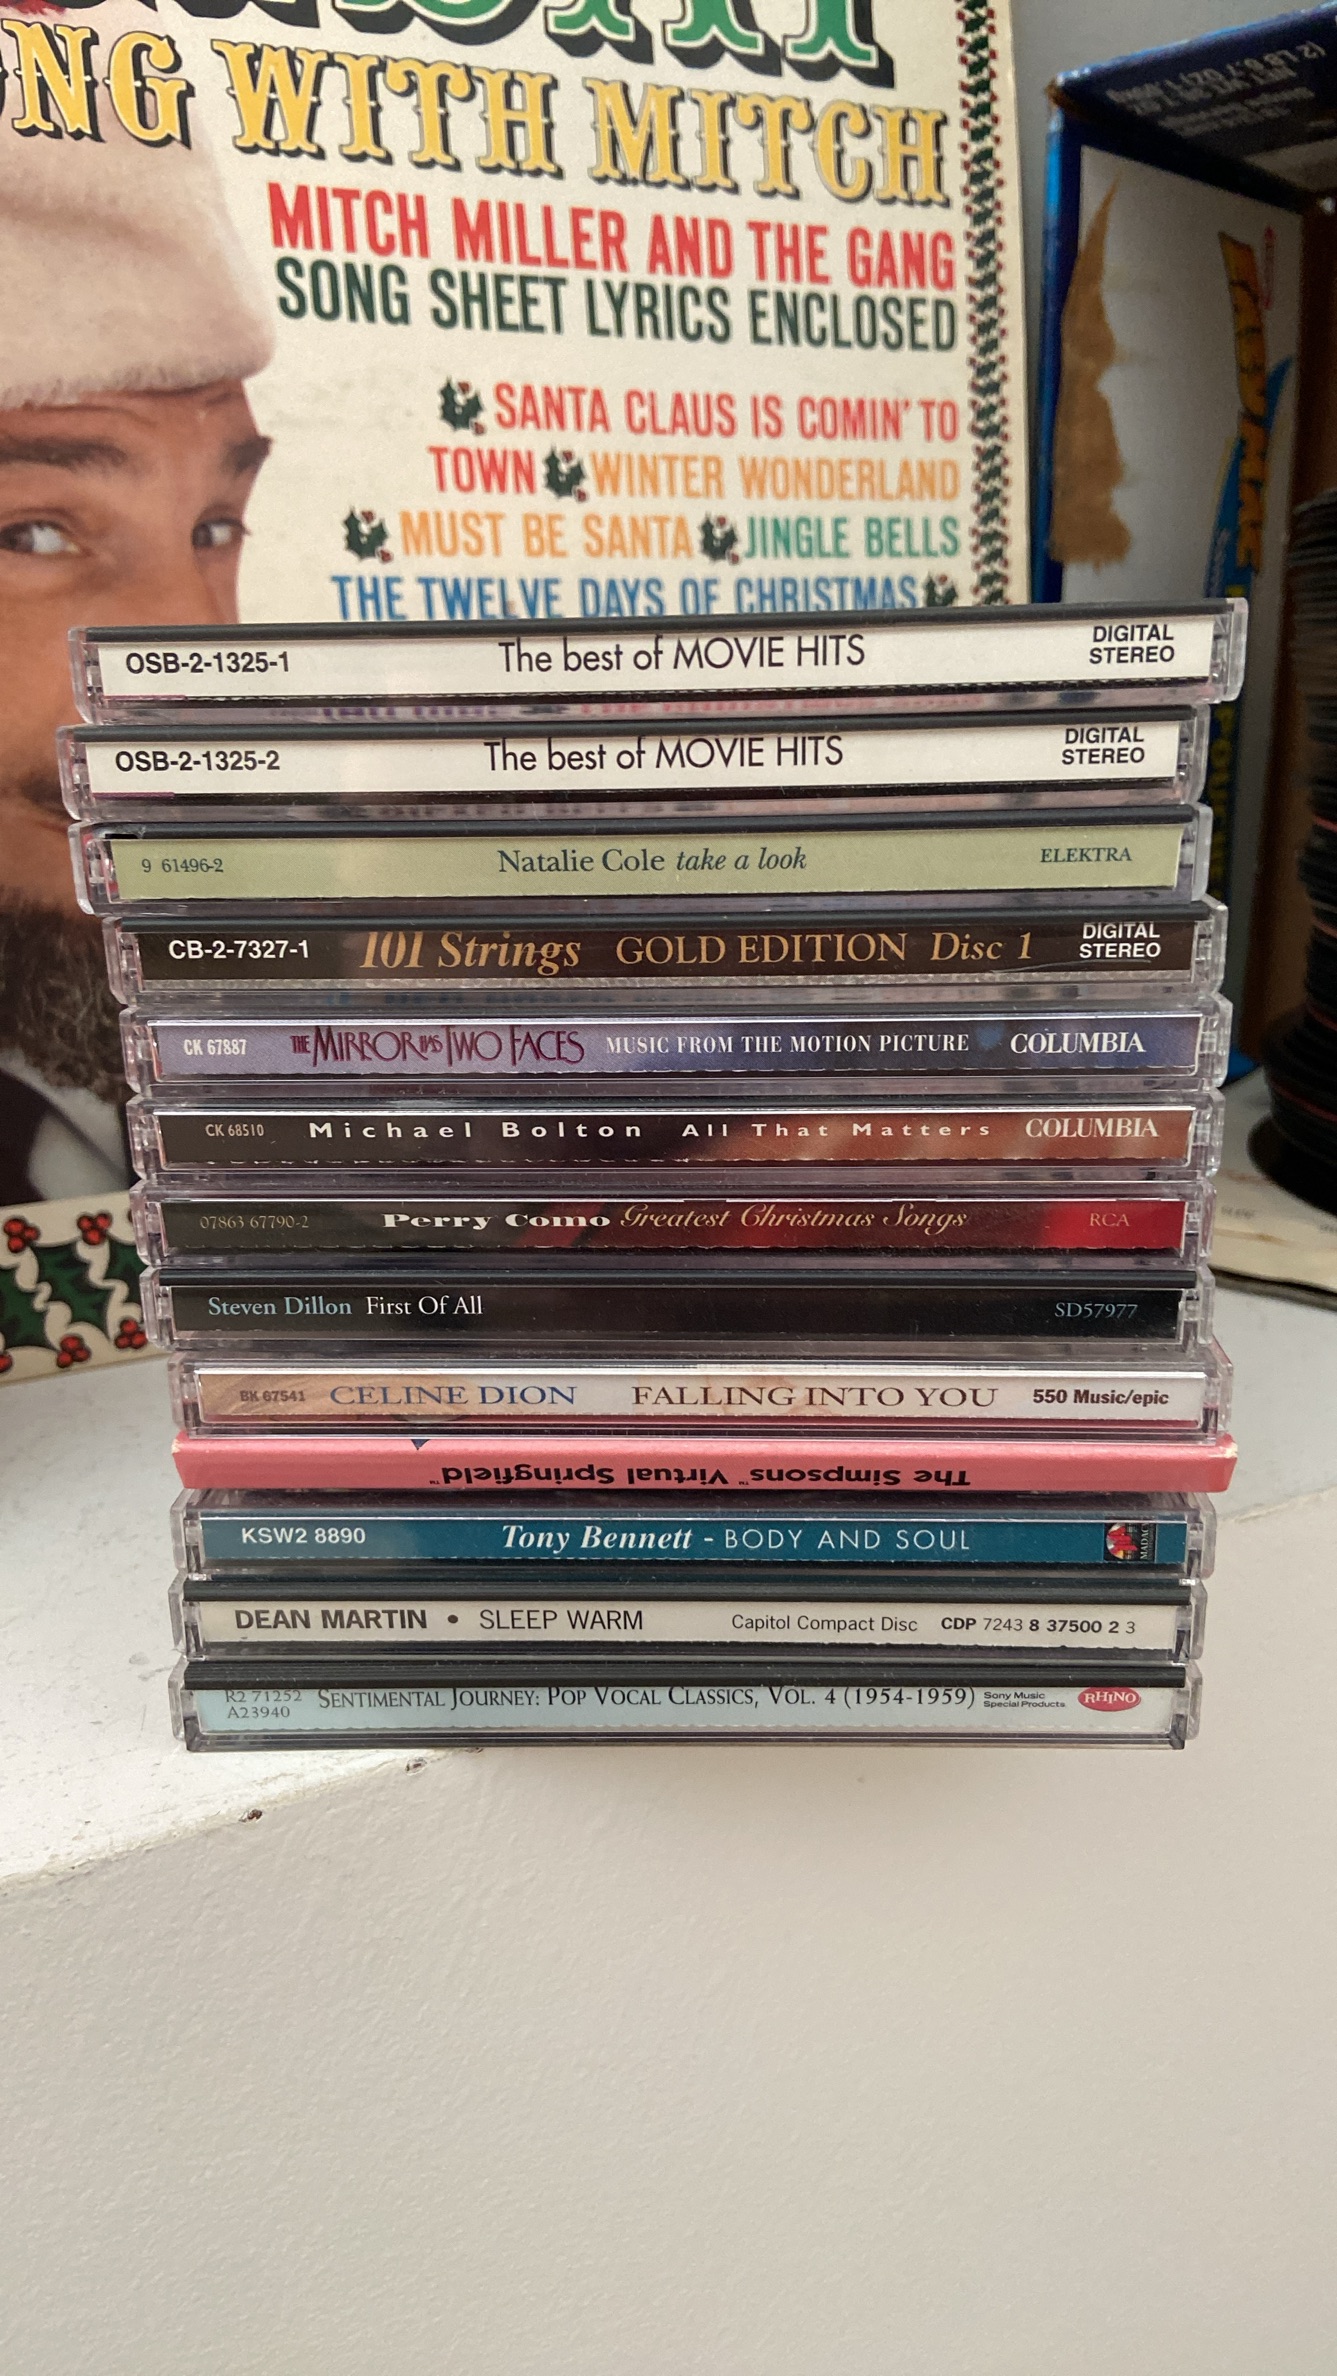 NG WITH MITCH
MITCH MILLER AND THE GANG
SONG SHEET LYRICS ENCLOSED
SANTA CLAUS IS COMIN' TO
TOWN WINTER WONDERLAND
MUST BE SANTA JINGLE BELLS
THE TWELVE DAYS OF CHRISTMAS
OSB-2-1325-1 The best of MOVIE HITS DIGITAL STEREO
OSB-2-1325-2 The best of MOVIE HITS DIGITAL STEREO
9 61496-2 Natalie Cole take a look ELEKTRA
CB-2-7327-1 101 Strings GOLD EDITION Disc 1 DIGITAL STEREO
CK 67887 THE MIRROR HAS TWO FACES MUSIC FROM THE MOTION PICTURE COLUMBIA
CK 68510 Michael Bolton All That Matters COLUMBIA
07863 67790-2 Perry Como Greatest Christmas Songs RCA
Steven Dillon First Of All SD57977
BK 67541 CELINE DION FALLING INTO YOU 550 Music/epic
The Simpsons™ Virtual Springfield™
KSW2 8890 Tony Bennett - BODY AND SOUL MADACY
DEAN MARTIN • SLEEP WARM Capitol Compact Disc CDP 7243 8 37500 2 3
R2 71252 A23940 SENTIMENTAL JOURNEY: POP VOCAL CLASSICS, VOL. 4 (1954-1959) Sony Music Special Products RHINO